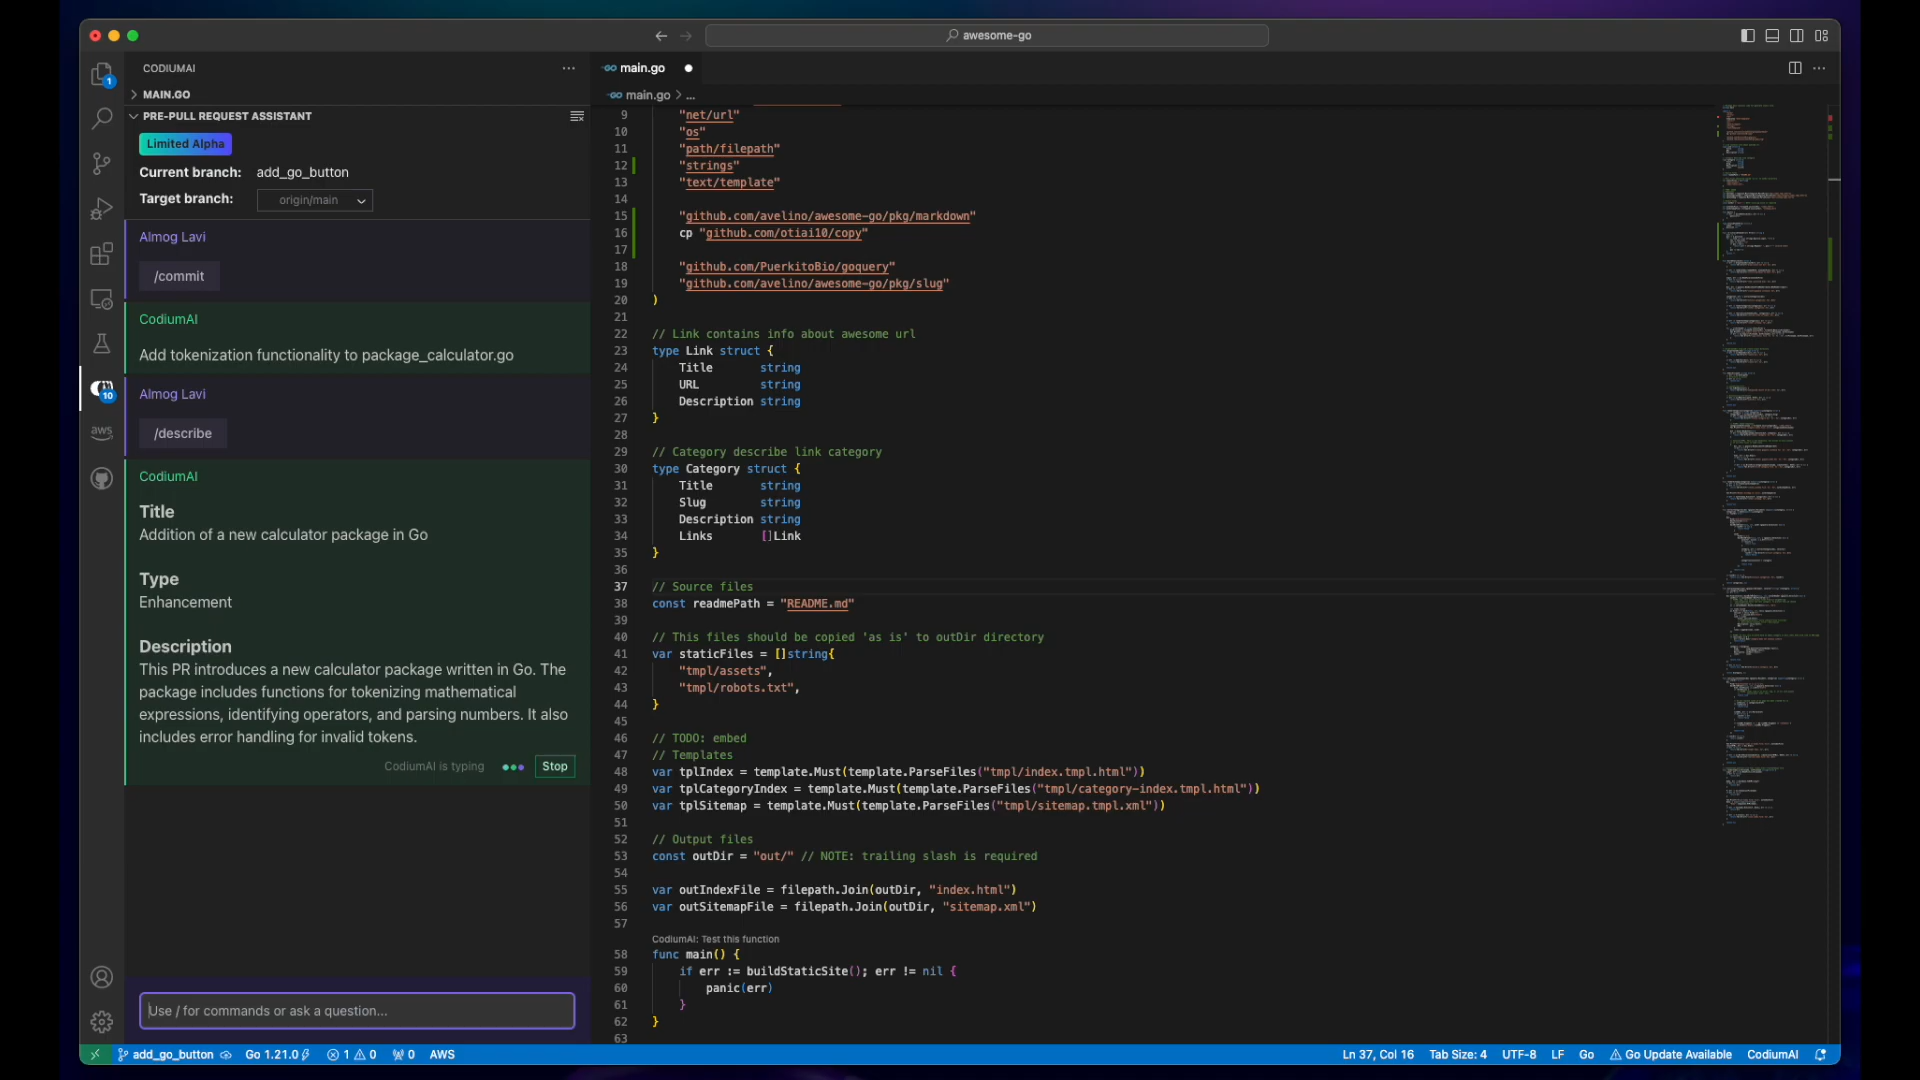 awesome-go
CODIUMAI
MAIN.GO
PRE-PULL REQUEST ASSISTANT
Limited Alpha
Current branch: add_go_button
Target branch: origin/main
Almog Lavi
/commit
CodiumAI
Add tokenization functionality to package_calculator.go
Almog Lavi
/describe
CodiumAI
Title
Addition of a new calculator package in Go
Type
Enhancement
Description
This PR introduces a new calculator package written in Go. The
package includes functions for tokenizing mathematical
expressions, identifying operators, and parsing numbers. It also
includes error handling for invalid tokens.
CodiumAI is typing
Stop
Use / for commands or ask a question...
1
10
aws
main.go
main.go > ...
9 "net/url"
10 "os"
11 "path/filepath"
12 "strings"
13 "text/template"
14
15 "github.com/avelino/awesome-go/pkg/markdown"
16 cp "github.com/otiai10/copy"
17
18 "github.com/PuerkitoBio/goquery"
19 "github.com/avelino/awesome-go/pkg/slug"
20 )
21
22 // Link contains info about awesome url
23 type Link struct {
24 Title string
25 URL string
26 Description string
27 }
28
29 // Category describe link category
30 type Category struct {
31 Title string
32 Slug string
33 Description string
34 Links []Link
35 }
36
37 // Source files
38 const readmePath = "README.md"
39
40 // This files should be copied 'as is' to outDir directory
41 var staticFiles = []string{
42 "tmpl/assets",
43 "tmpl/robots.txt",
44 }
45
46 // TODO: embed
47 // Templates
48 var tplIndex = template.Must(template.ParseFiles("tmpl/index.tmpl.html"))
49 var tplCategoryIndex = template.Must(template.ParseFiles("tmpl/category-index.tmpl.html"))
50 var tplSitemap = template.Must(template.ParseFiles("tmpl/sitemap.tmpl.xml"))
51
52 // Output files
53 const outDir = "out/" // NOTE: trailing slash is required
54
55 var outIndexFile = filepath.Join(outDir, "index.html")
56 var outSitemapFile = filepath.Join(outDir, "sitemap.xml")
57
CodiumAI: Test this function
58 func main() {
59 if err := buildStaticSite(); err != nil {
60 panic(err)
61 }
62 }
63
add_go_button Go 1.21.0 1 0 0 AWS Ln 37, Col 16 Tab Size: 4 UTF-8 LF Go Go Update Available CodiumAI